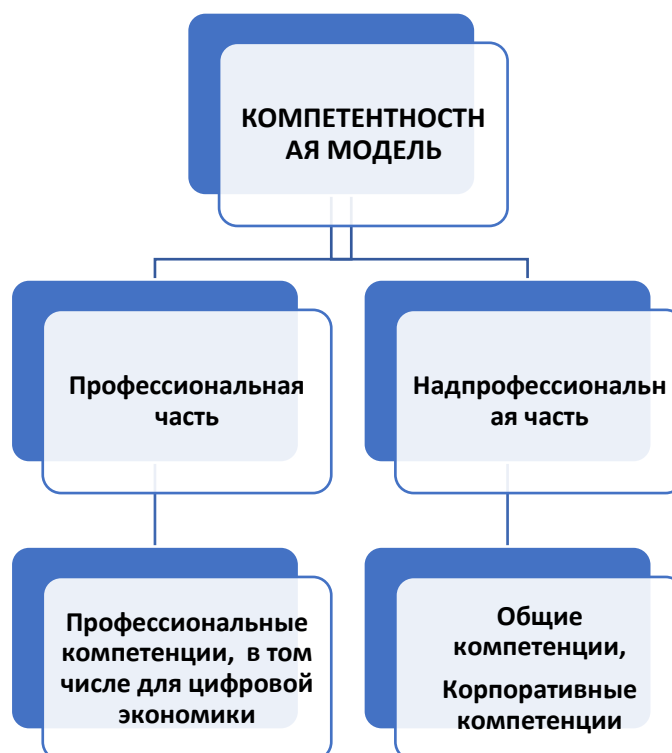 КОМПЕТЕНТНОСТН
АЯ МОДЕЛЬ
Профессиональная
часть
Надпрофессиональн
ая часть
Профессиональные
компетенции, в том
числе для цифровой
экономики
Общие
компетенции,
Корпоративные
компетенции